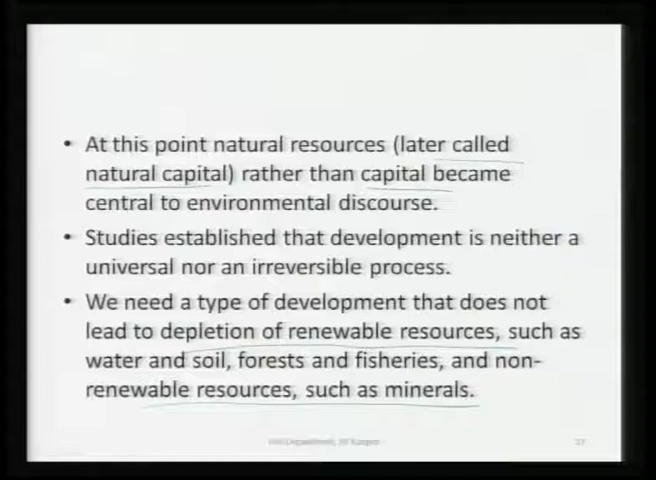 • At this point natural resources (later called
natural capital) rather than capital became
central to environmental discourse.
• Studies established that development is neither a
universal nor an irreversible process.
• We need a type of development that does not
lead to depletion of renewable resources, such as
water and soil, forests and fisheries, and non-
renewable resources, such as minerals.